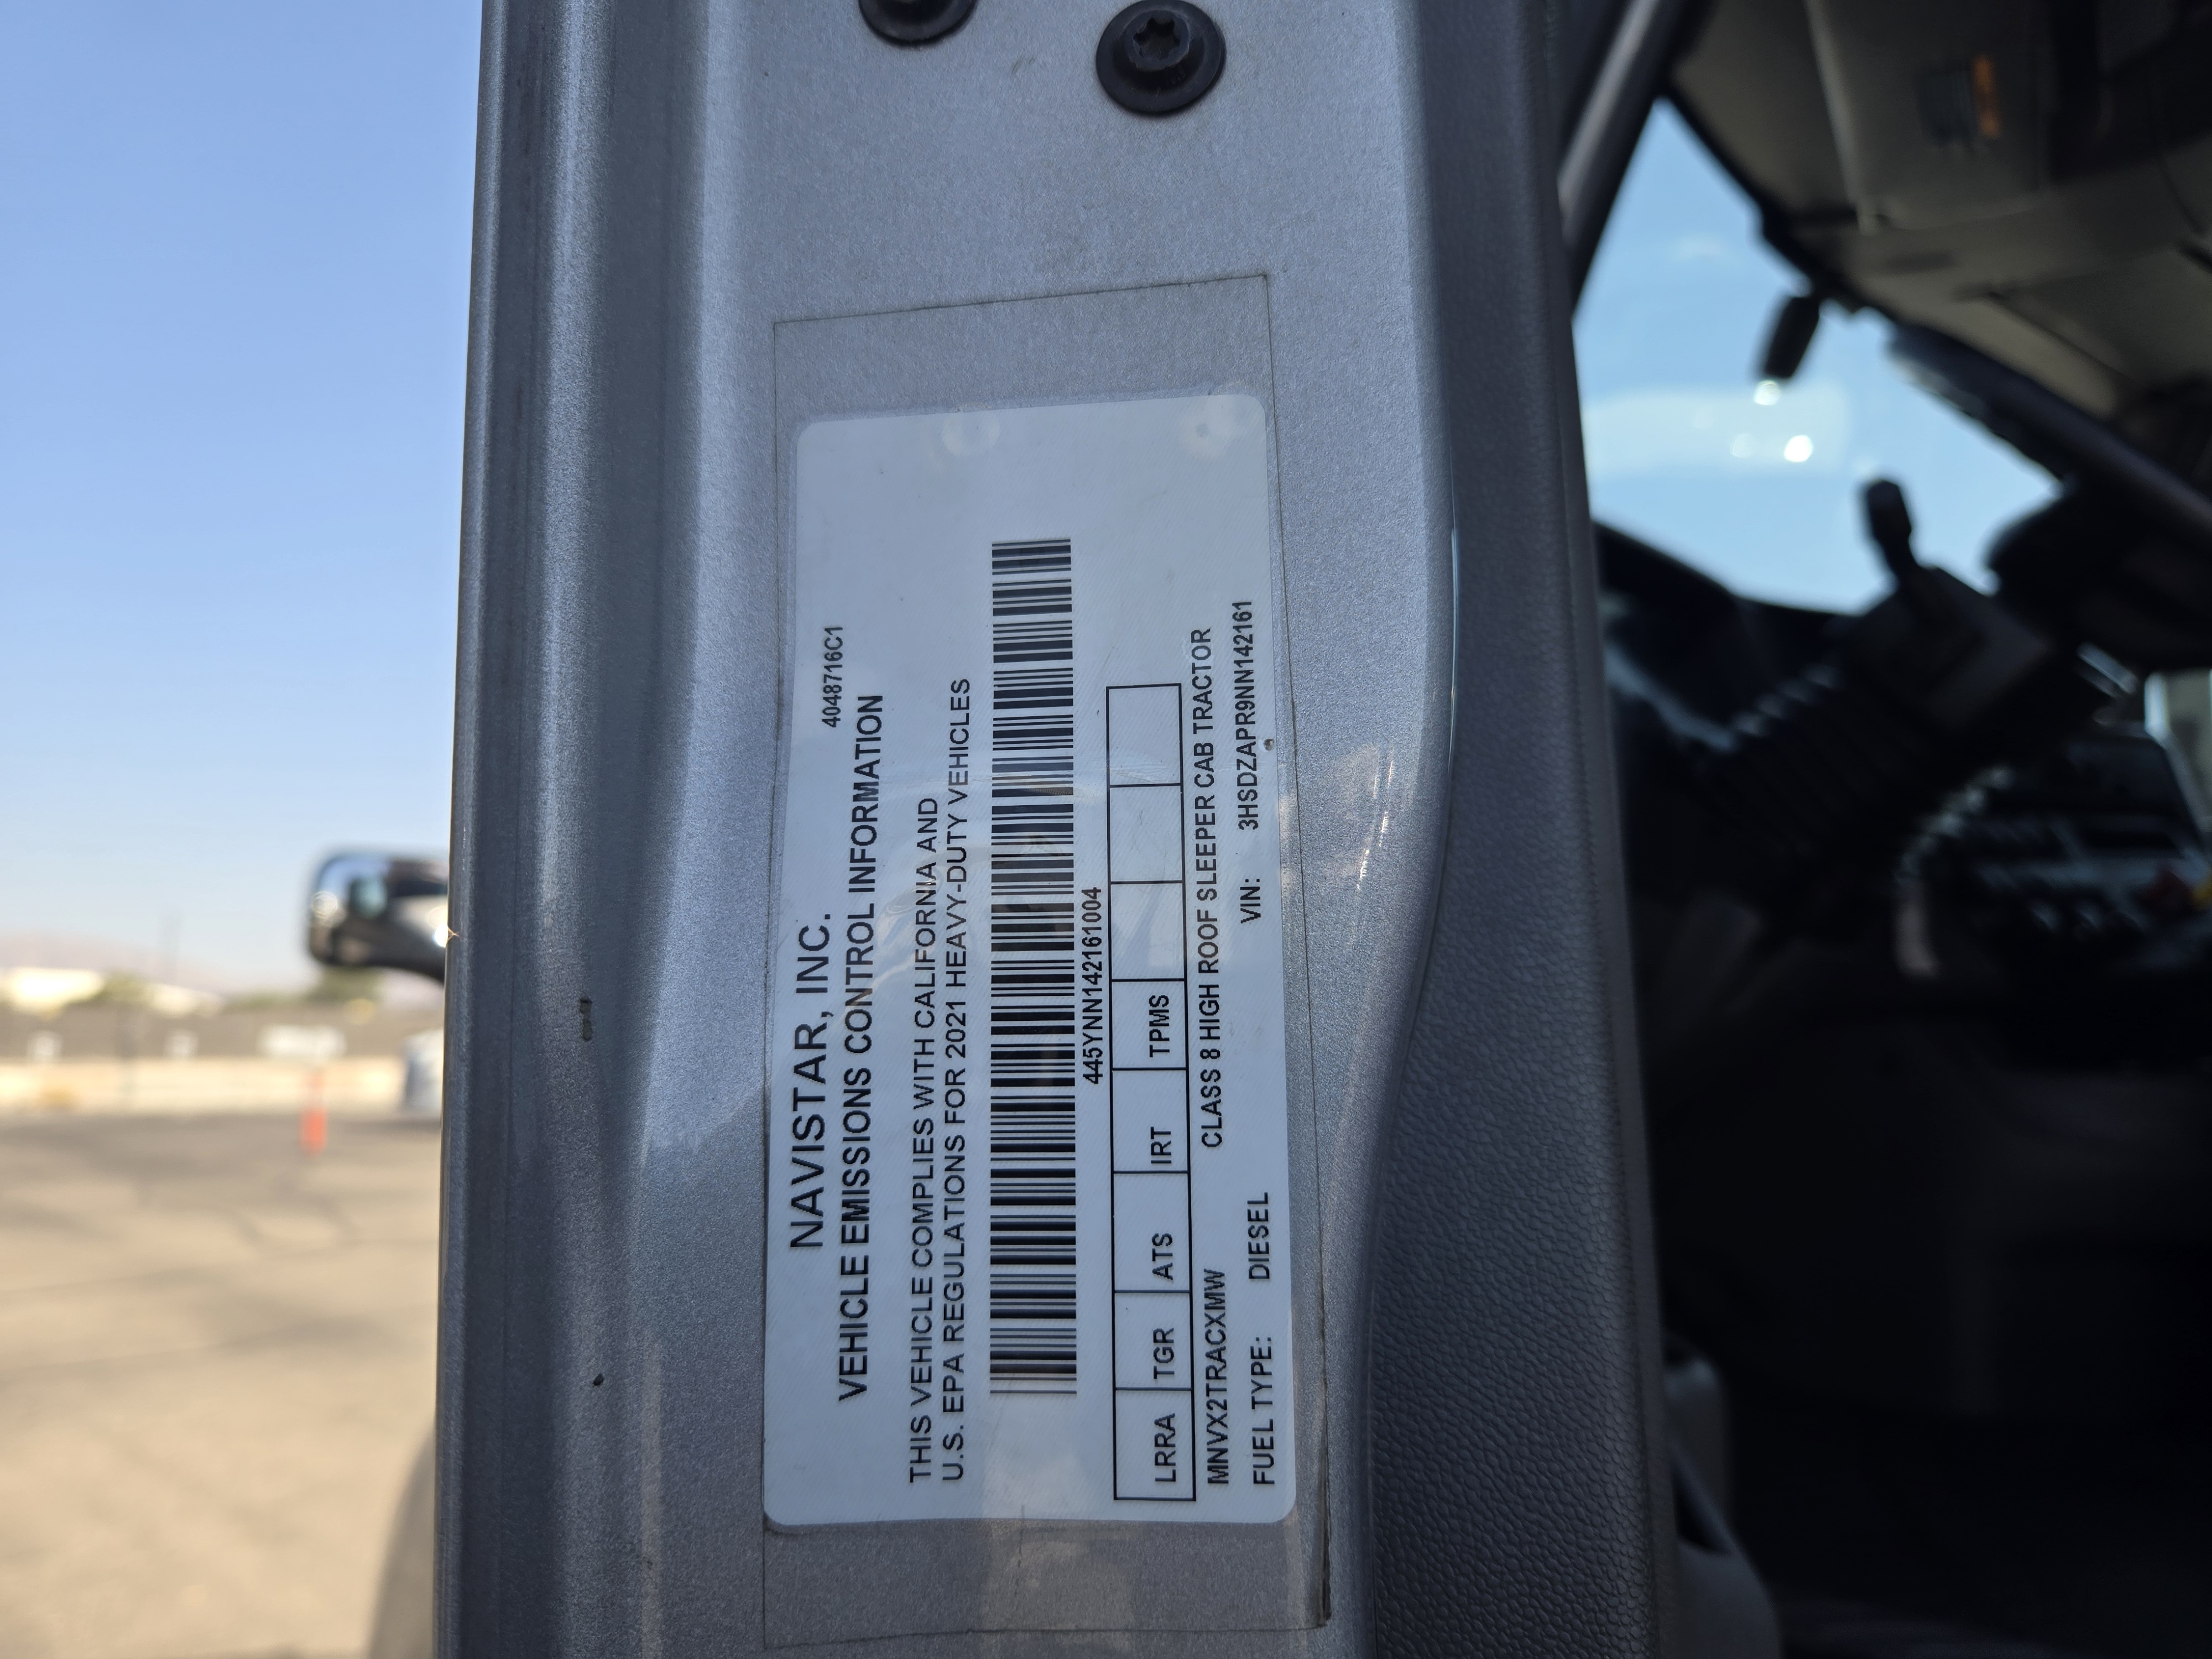 4048716C1
NAVISTAR, INC.
VEHICLE EMISSIONS CONTROL INFORMATION
THIS VEHICLE COMPLIES WITH CALIFORNIA AND
U.S. EPA REGULATIONS FOR 2021 HEAVY-DUTY VEHICLES
445YNN142161004
LRRA TGR ATS IRT TPMS
MNVX2TRACXMW CLASS 8 HIGH ROOF SLEEPER CAB TRACTOR
FUEL TYPE: DIESEL VIN: 3HSDZAPR9NN142161